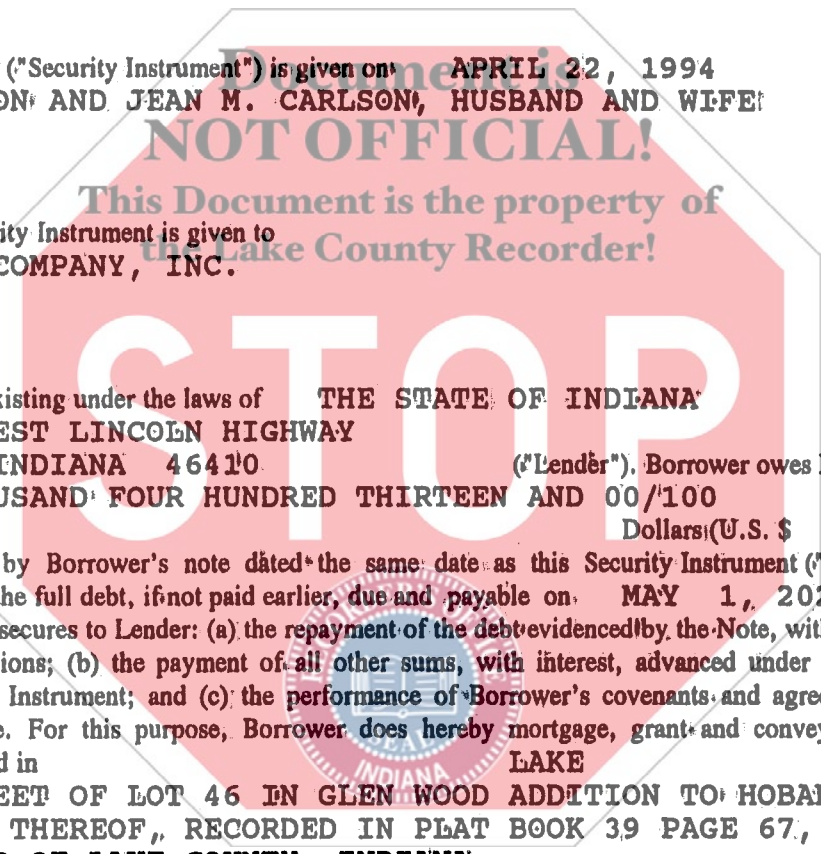 Document is
("Security Instrument") is given on APRIL 22, 1994
ON AND JEAN M. CARLSON, HUSBAND AND WIFE
NOT OFFICIAL!
This Document is the property of
ity Instrument is given to
the Lake County Recorder!
COMPANY, INC.
STOP
xisting under the laws of THE STATE OF INDIANA
EST LINCOLN HIGHWAY
INDIANA 46410 ("Lender"). Borrower owes
USAND FOUR HUNDRED THIRTEEN AND 00/100
Dollars (U.S. $
by Borrower's note dated the same date as this Security Instrument ("
he full debt, if not paid earlier, due and payable on MAY 1, 202
secures to Lender: (a) the repayment of the debt evidenced by the Note, wit
ions; (b) the payment of all other sums, with interest, advanced under
Instrument; and (c) the performance of Borrower's covenants and agre
e. For this purpose, Borrower does hereby mortgage, grant and convey
d in LAKE
INDIANA
EET OF LOT 46 IN GLEN WOOD ADDITION TO HOBA
THEREOF, RECORDED IN PLAT BOOK 39 PAGE 67,
OF LAKE COUNTY, INDIANA